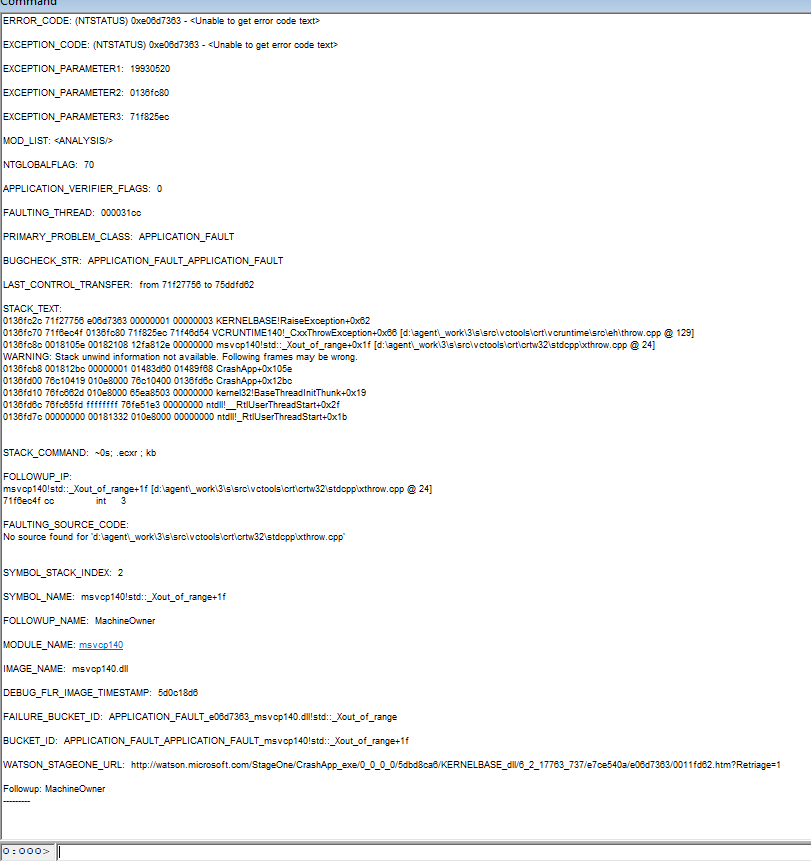 Command
ERROR_CODE: (NTSTATUS) 0xe06d7363 - <Unable to get error code text>
EXCEPTION_CODE: (NTSTATUS) 0xe06d7363 - <Unable to get error code text>
EXCEPTION_PARAMETER1: 19930520
EXCEPTION_PARAMETER2: 0136fc80
EXCEPTION_PARAMETER3: 71f825ec
MOD_LIST: <ANALYSIS/>
NTGLOBALFLAG: 70
APPLICATION_VERIFIER_FLAGS: 0
FAULTING_THREAD: 000031cc
PRIMARY_PROBLEM_CLASS: APPLICATION_FAULT
BUGCHECK_STR: APPLICATION_FAULT_APPLICATION_FAULT
LAST_CONTROL_TRANSFER: from 71f27756 to 75ddfd62
STACK_TEXT:
0136fc2c 71f27756 e06d7363 00000001 00000003 KERNELBASE!RaiseException+0x62
0136fc70 71f6ec4f 0136fc80 71f825ec 71f46d54 VCRUNTIME140!_CxxThrowException+0x66 [d:\agent\_work\3\s\src\vctools\crt\vcruntime\src\eh\throw.cpp @ 129]
0136fc8c 0018105e 00182108 12fa812e 00000000 msvcp140!std::_Xout_of_range+0x1f [d:\agent\_work\3\s\src\vctools\crt\crtw32\stdcpp\xthrow.cpp @ 24]
WARNING: Stack unwind information not available. Following frames may be wrong.
0136fcb8 001812bc 00000001 01483d60 01489f68 CrashApp+0x105e
0136fd00 76c10419 010e8000 76c10400 0136fd6c CrashApp+0x12bc
0136fd10 76fc662d 010e8000 65ea8503 00000000 kernel32!BaseThreadInitThunk+0x19
0136fd6c 76fc65fd ffffffff 76fe51e3 00000000 ntdll!__RtlUserThreadStart+0x2f
0136fd7c 00000000 00181332 010e8000 00000000 ntdll!_RtlUserThreadStart+0x1b
STACK_COMMAND: ~0s; .ecxr ; kb
FOLLOWUP_IP:
msvcp140!std::_Xout_of_range+1f [d:\agent\_work\3\s\src\vctools\crt\crtw32\stdcpp\xthrow.cpp @ 24]
71f6ec4f cc int 3
FAULTING_SOURCE_CODE:
No source found for 'd:\agent\_work\3\s\src\vctools\crt\crtw32\stdcpp\xthrow.cpp'
SYMBOL_STACK_INDEX: 2
SYMBOL_NAME: msvcp140!std::_Xout_of_range+1f
FOLLOWUP_NAME: MachineOwner
MODULE_NAME: msvcp140
IMAGE_NAME: msvcp140.dll
DEBUG_FLR_IMAGE_TIMESTAMP: 5d0c18d6
FAILURE_BUCKET_ID: APPLICATION_FAULT_e06d7363_msvcp140.dll!std::_Xout_of_range
BUCKET_ID: APPLICATION_FAULT_APPLICATION_FAULT_msvcp140!std::_Xout_of_range+1f
WATSON_STAGEONE_URL: http://watson.microsoft.com/StageOne/CrashApp_exe/0_0_0_0/5dbd8ca6/KERNELBASE_dll/6_2_17763_737/e7ce540a/e06d7363/0011fd62.htm?Retriage=1
Followup: MachineOwner
---------
0:000>